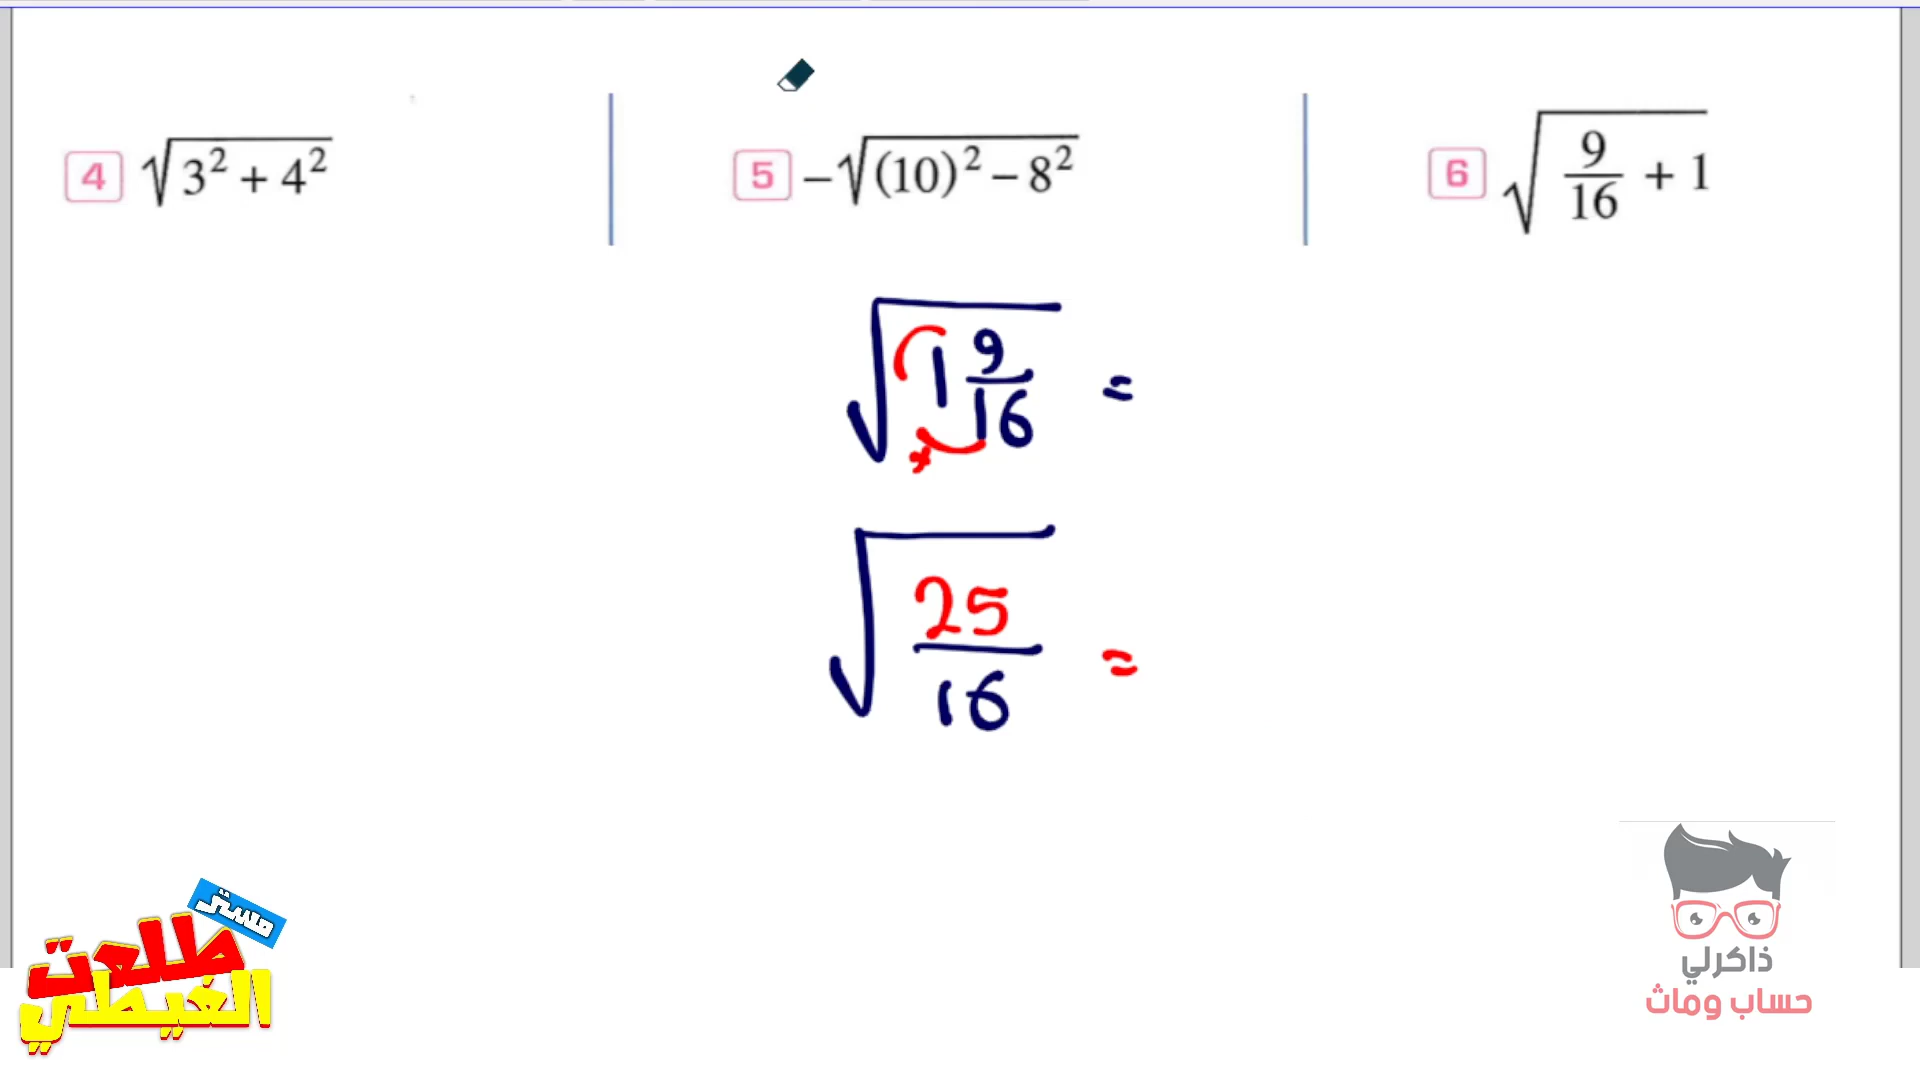 4 √(3² + 4²)
5 −√((10)² − 8²)
6 √(9/16 + 1)
√(1 9/16) =
+
√(25/16) =
مستر
طلعت
الغيطي
ذاكرلي
حساب وماث